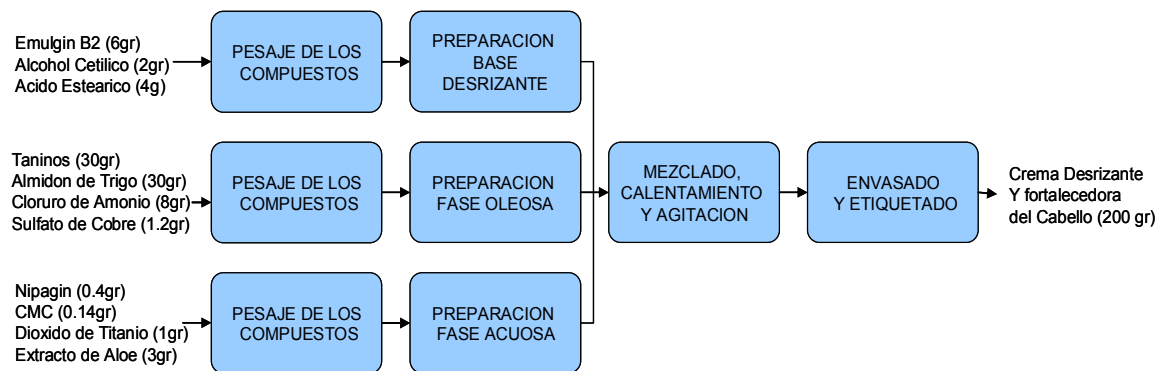 Emulgin B2 (6gr)
Alcohol Cetilico (2gr)
Acido Estearico (4g)
PESAJE DE LOS
COMPUESTOS
PREPARACION
BASE
DESRIZANTE
Taninos (30gr)
Almidon de Trigo (30gr)
Cloruro de Amonio (8gr)
Sulfato de Cobre (1.2gr)
PESAJE DE LOS
COMPUESTOS
PREPARACION
FASE OLEOSA
MEZCLADO,
CALENTAMIENTO
Y AGITACION
ENVASADO
Y ETIQUETADO
Crema Desrizante
Y fortalecedora
del Cabello (200 gr)
Nipagin (0.4gr)
CMC (0.14gr)
Dioxido de Titanio (1gr)
Extracto de Aloe (3gr)
PESAJE DE LOS
COMPUESTOS
PREPARACION
FASE ACUOSA